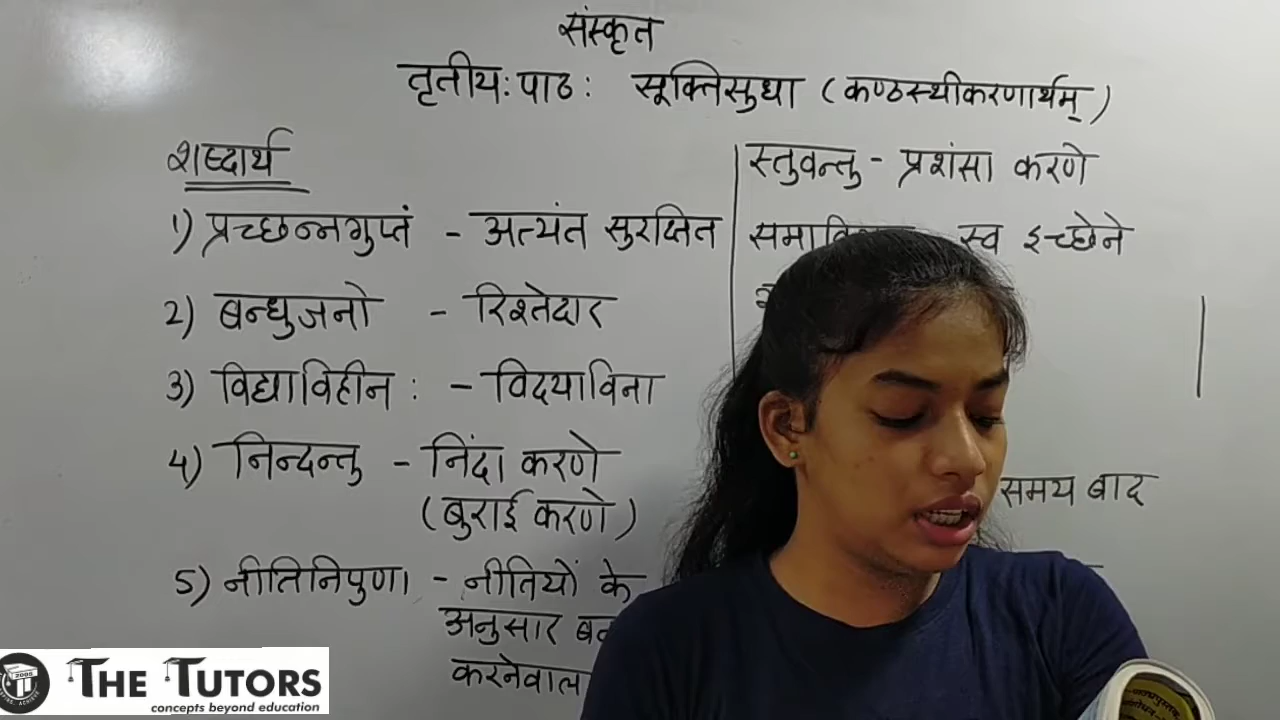 संस्कृत
तृतीय: पाठ: सूक्तिसुधा (कण्ठस्थीकरणार्थम्)
शब्दार्थ
1) प्रच्छन्नगुप्तं - अत्यंत सुरक्षित
2) बन्धुजनो - रिश्तेदार
3) विद्याविहीन: - विद्याविना
4) निन्दन्तु - निंदा करणे
(बुराई करणे)
5) नीतिनिपुणा - नीतियों के
अनुसार
स्तुवन्तु - प्रशंसा करणे
स्व इच्छेने
समय बाद
THE TUTORS
concepts beyond education
2005